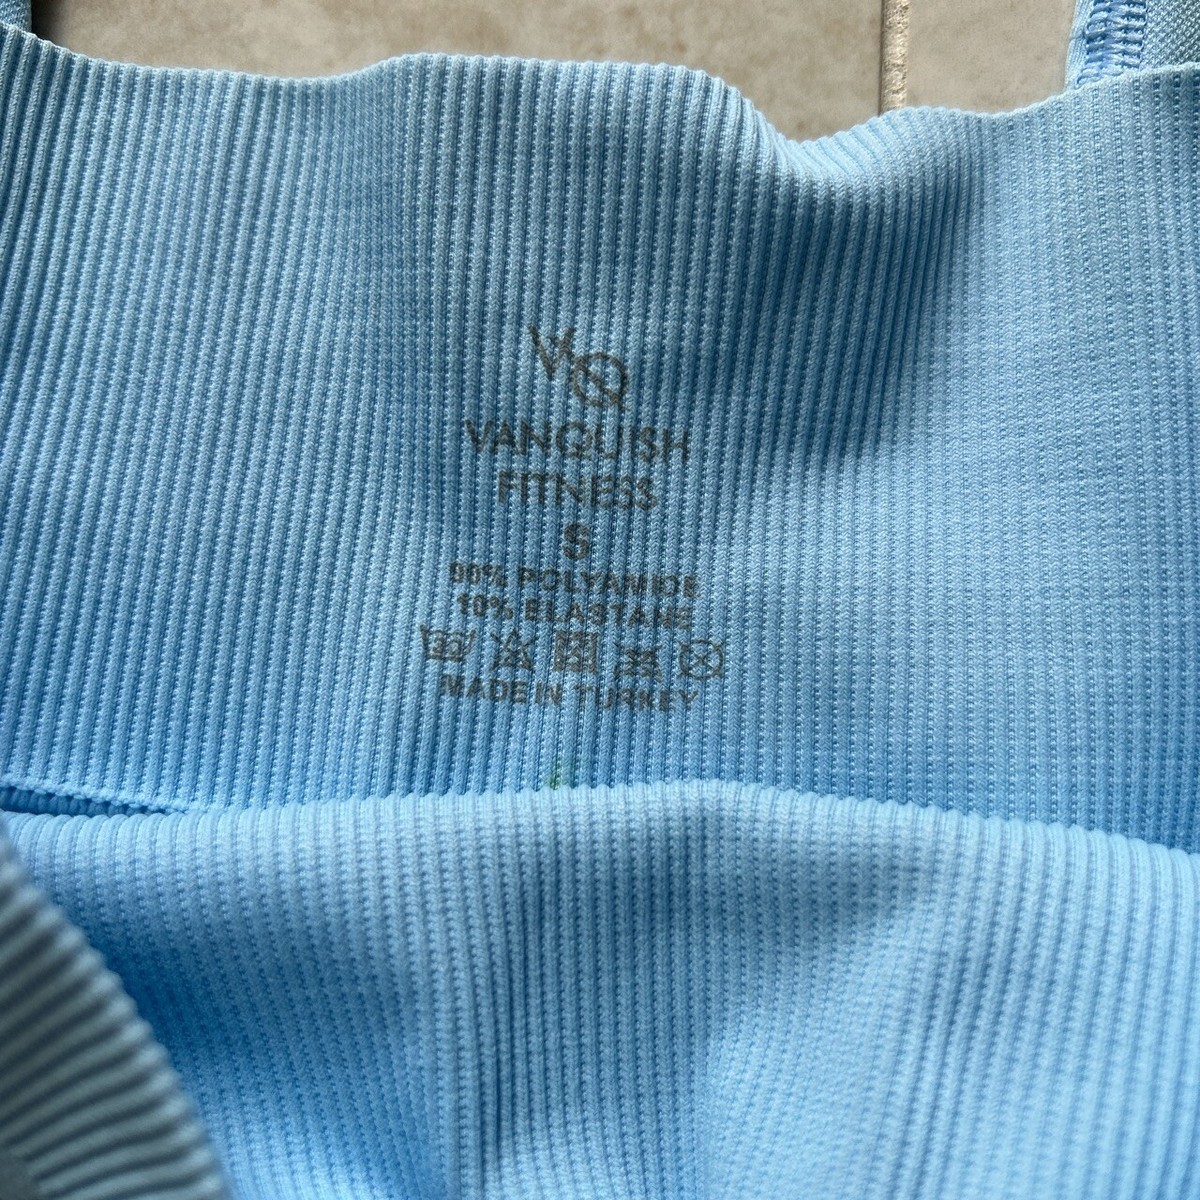 VQ
VANQUISH
FITNESS
S
90% POLYAMIDE
10% ELASTANE
MADE IN TURKEY